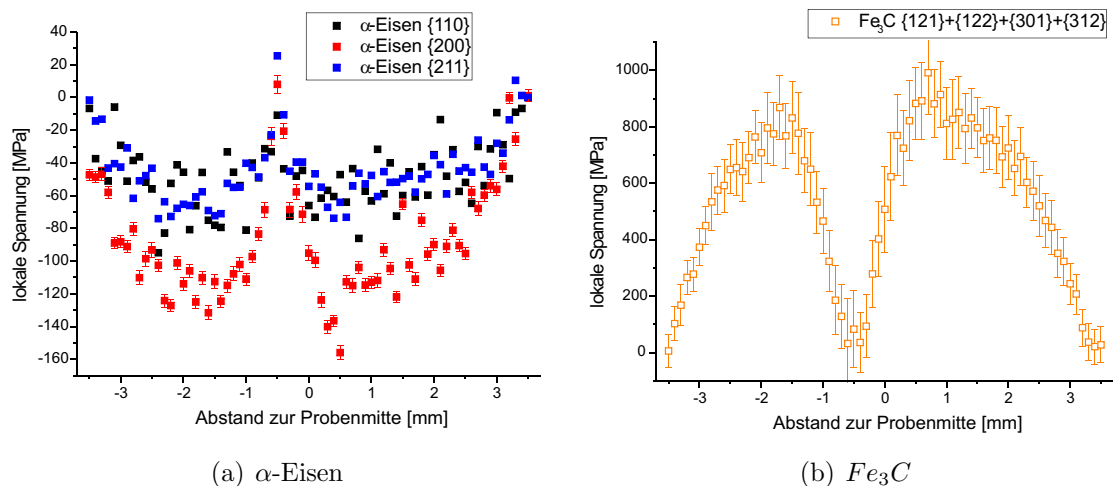 α-Eisen {110}
α-Eisen {200}
α-Eisen {211}
40
20
0
-20
-40
-60
-80
-100
-120
-140
-160
lokale Spannung [MPa]
-3 -2 -1 0 1 2 3
Abstand zur Probenmitte [mm]
(a) α-Eisen
Fe3C {121}+{122}+{301}+{312}
1000
800
600
400
200
0
lokale Spannung [MPa]
-3 -2 -1 0 1 2 3
Abstand zur Probenmitte [mm]
(b) Fe3C